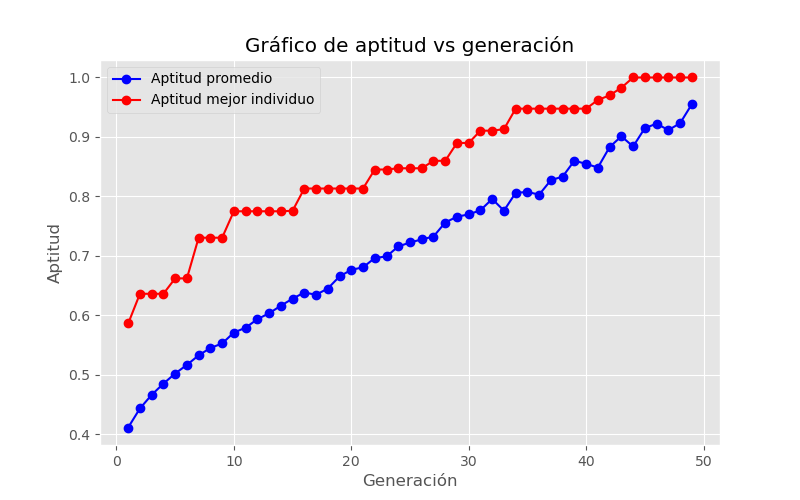 Gráfico de aptitud vs generación
Aptitud promedio
Aptitud mejor individuo
1.0
0.9
0.8
0.7
0.6
0.5
0.4
Aptitud
0 10 20 30 40 50
Generación